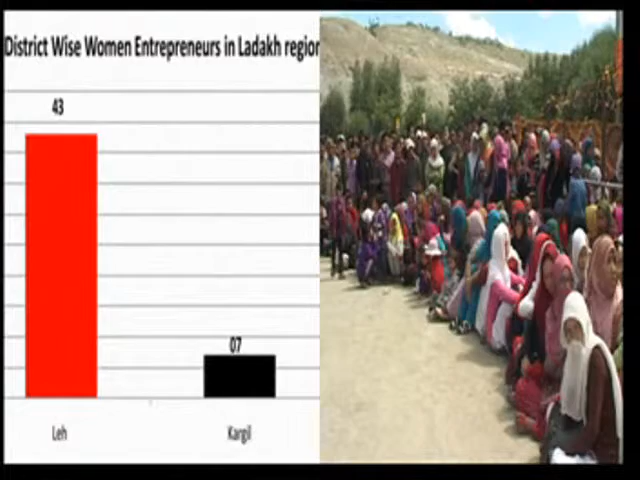 District Wise Women Entrepreneurs in Ladakh region
43
07
Leh
Kargil